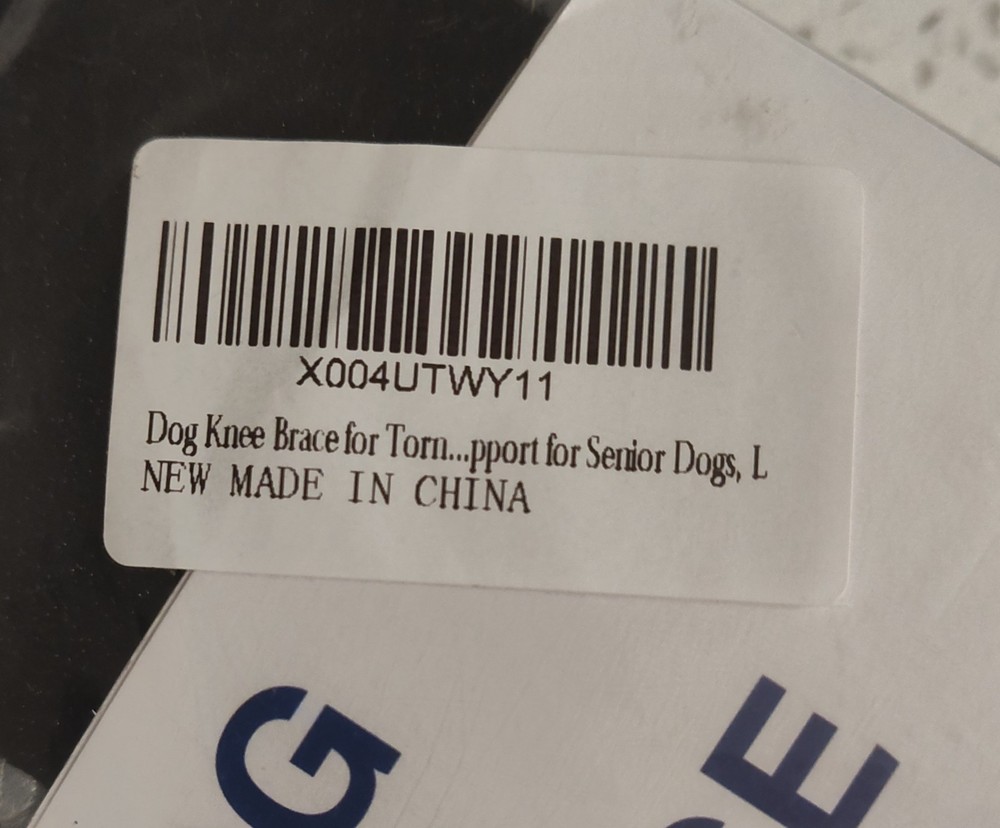 X004UTWY11
Dog Knee Brace for Torn...pport for Senior Dogs, L
NEW MADE IN CHINA
G
E